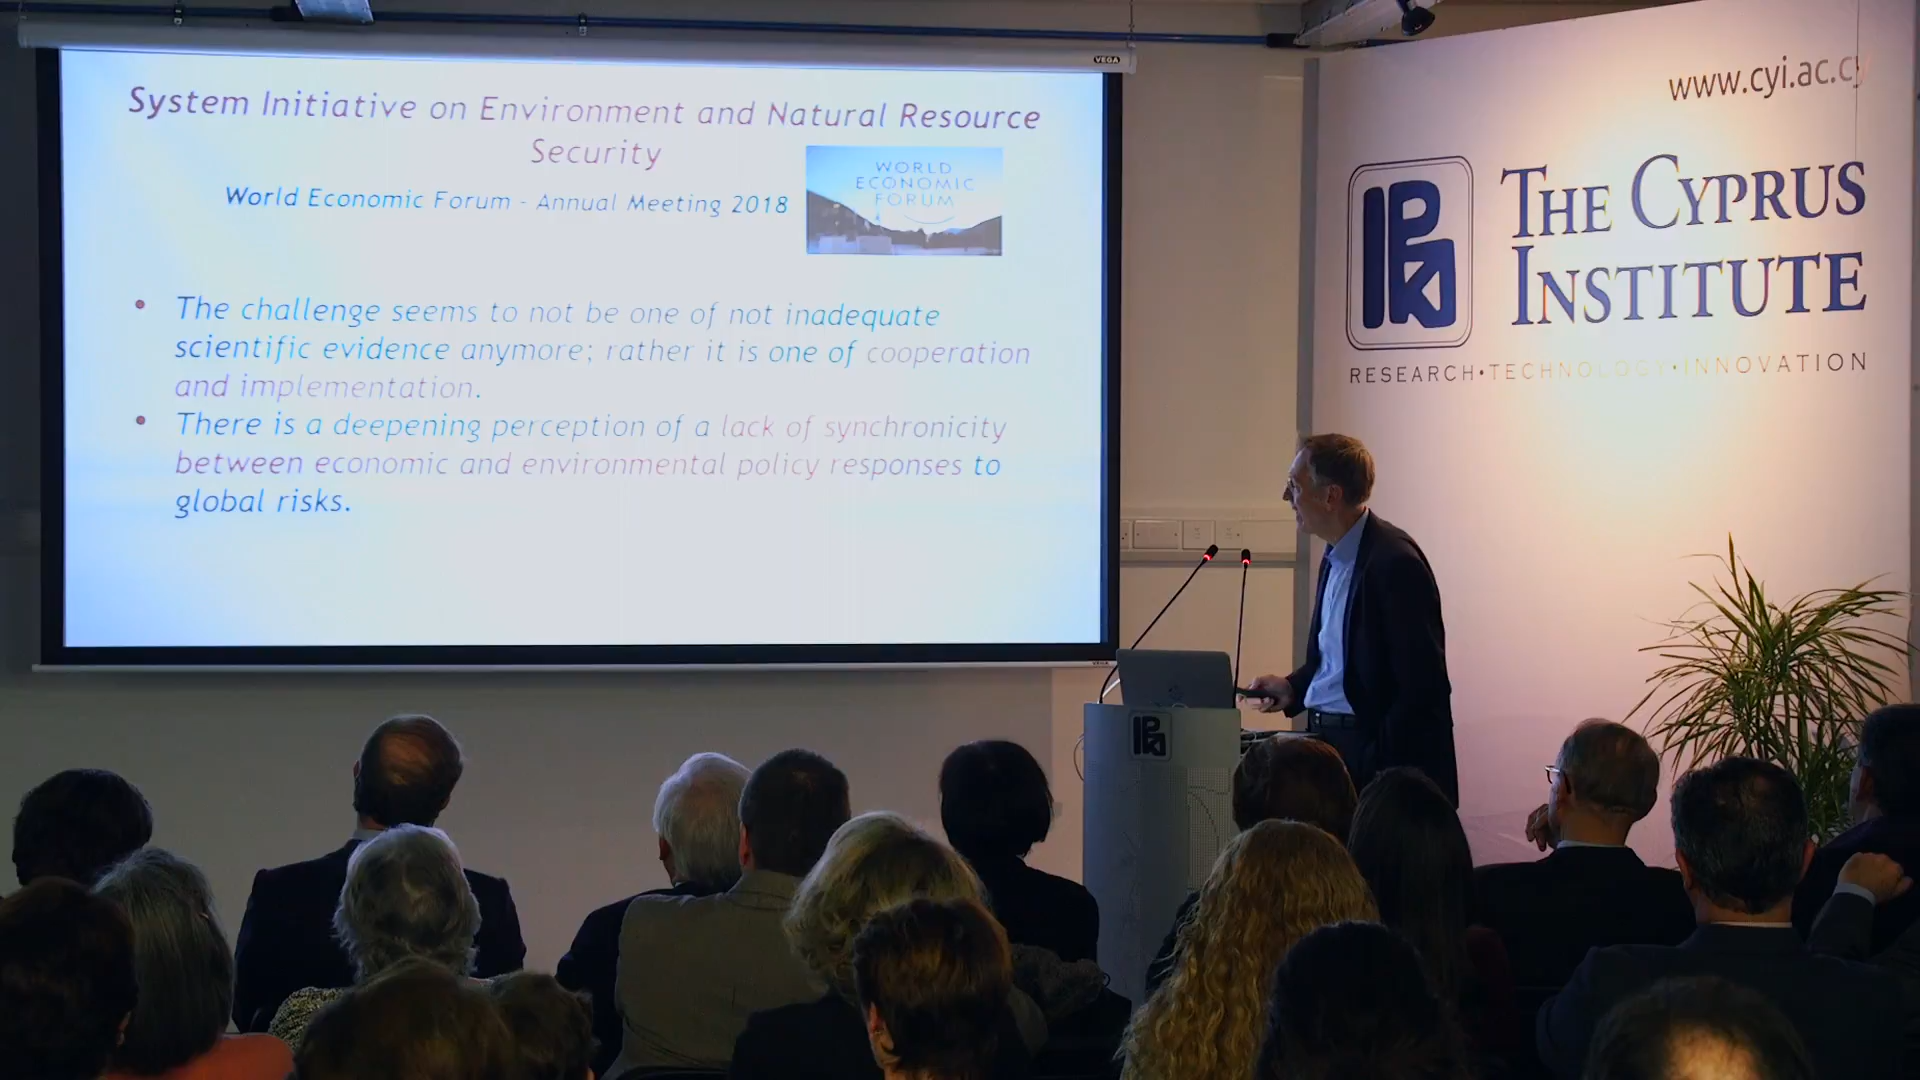 VEGA
System Initiative on Environment and Natural Resource
Security
World Economic Forum - Annual Meeting 2018
WORLD
ECONOMIC
FORUM
• The challenge seems to not be one of not inadequate
scientific evidence anymore; rather it is one of cooperation
and implementation.
• There is a deepening perception of a lack of synchronicity
between economic and environmental policy responses to
global risks.
VEGA
www.cyi.ac.cy
THE CYPRUS
INSTITUTE
RESEARCH•TECHNOLOGY•INNOVATION